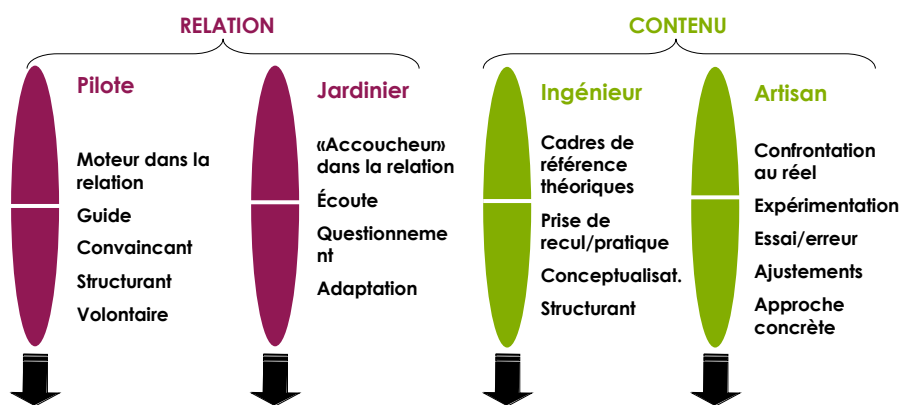 RELATION
CONTENU
Pilote
Moteur dans la
relation
Guide
Convaincant
Structurant
Volontaire
Jardinier
«Accoucheur»
dans la relation
Écoute
Questionneme
nt
Adaptation
Ingénieur
Cadres de
référence
théoriques
Prise de
recul/pratique
Conceptualisat.
Structurant
Artisan
Confrontation
au réel
Expérimentation
Essai/erreur
Ajustements
Approche
concrète